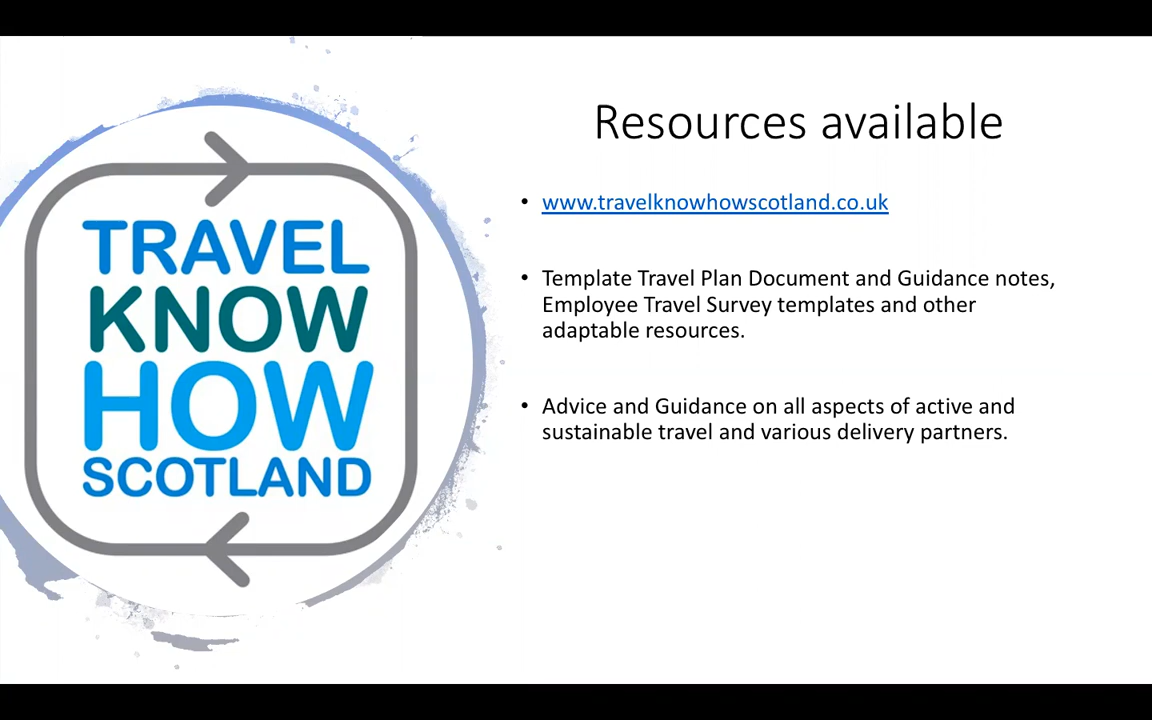 TRAVEL
KNOW
HOW
SCOTLAND
Resources available
• www.travelknowhowscotland.co.uk
• Template Travel Plan Document and Guidance notes,
Employee Travel Survey templates and other
adaptable resources.
• Advice and Guidance on all aspects of active and
sustainable travel and various delivery partners.